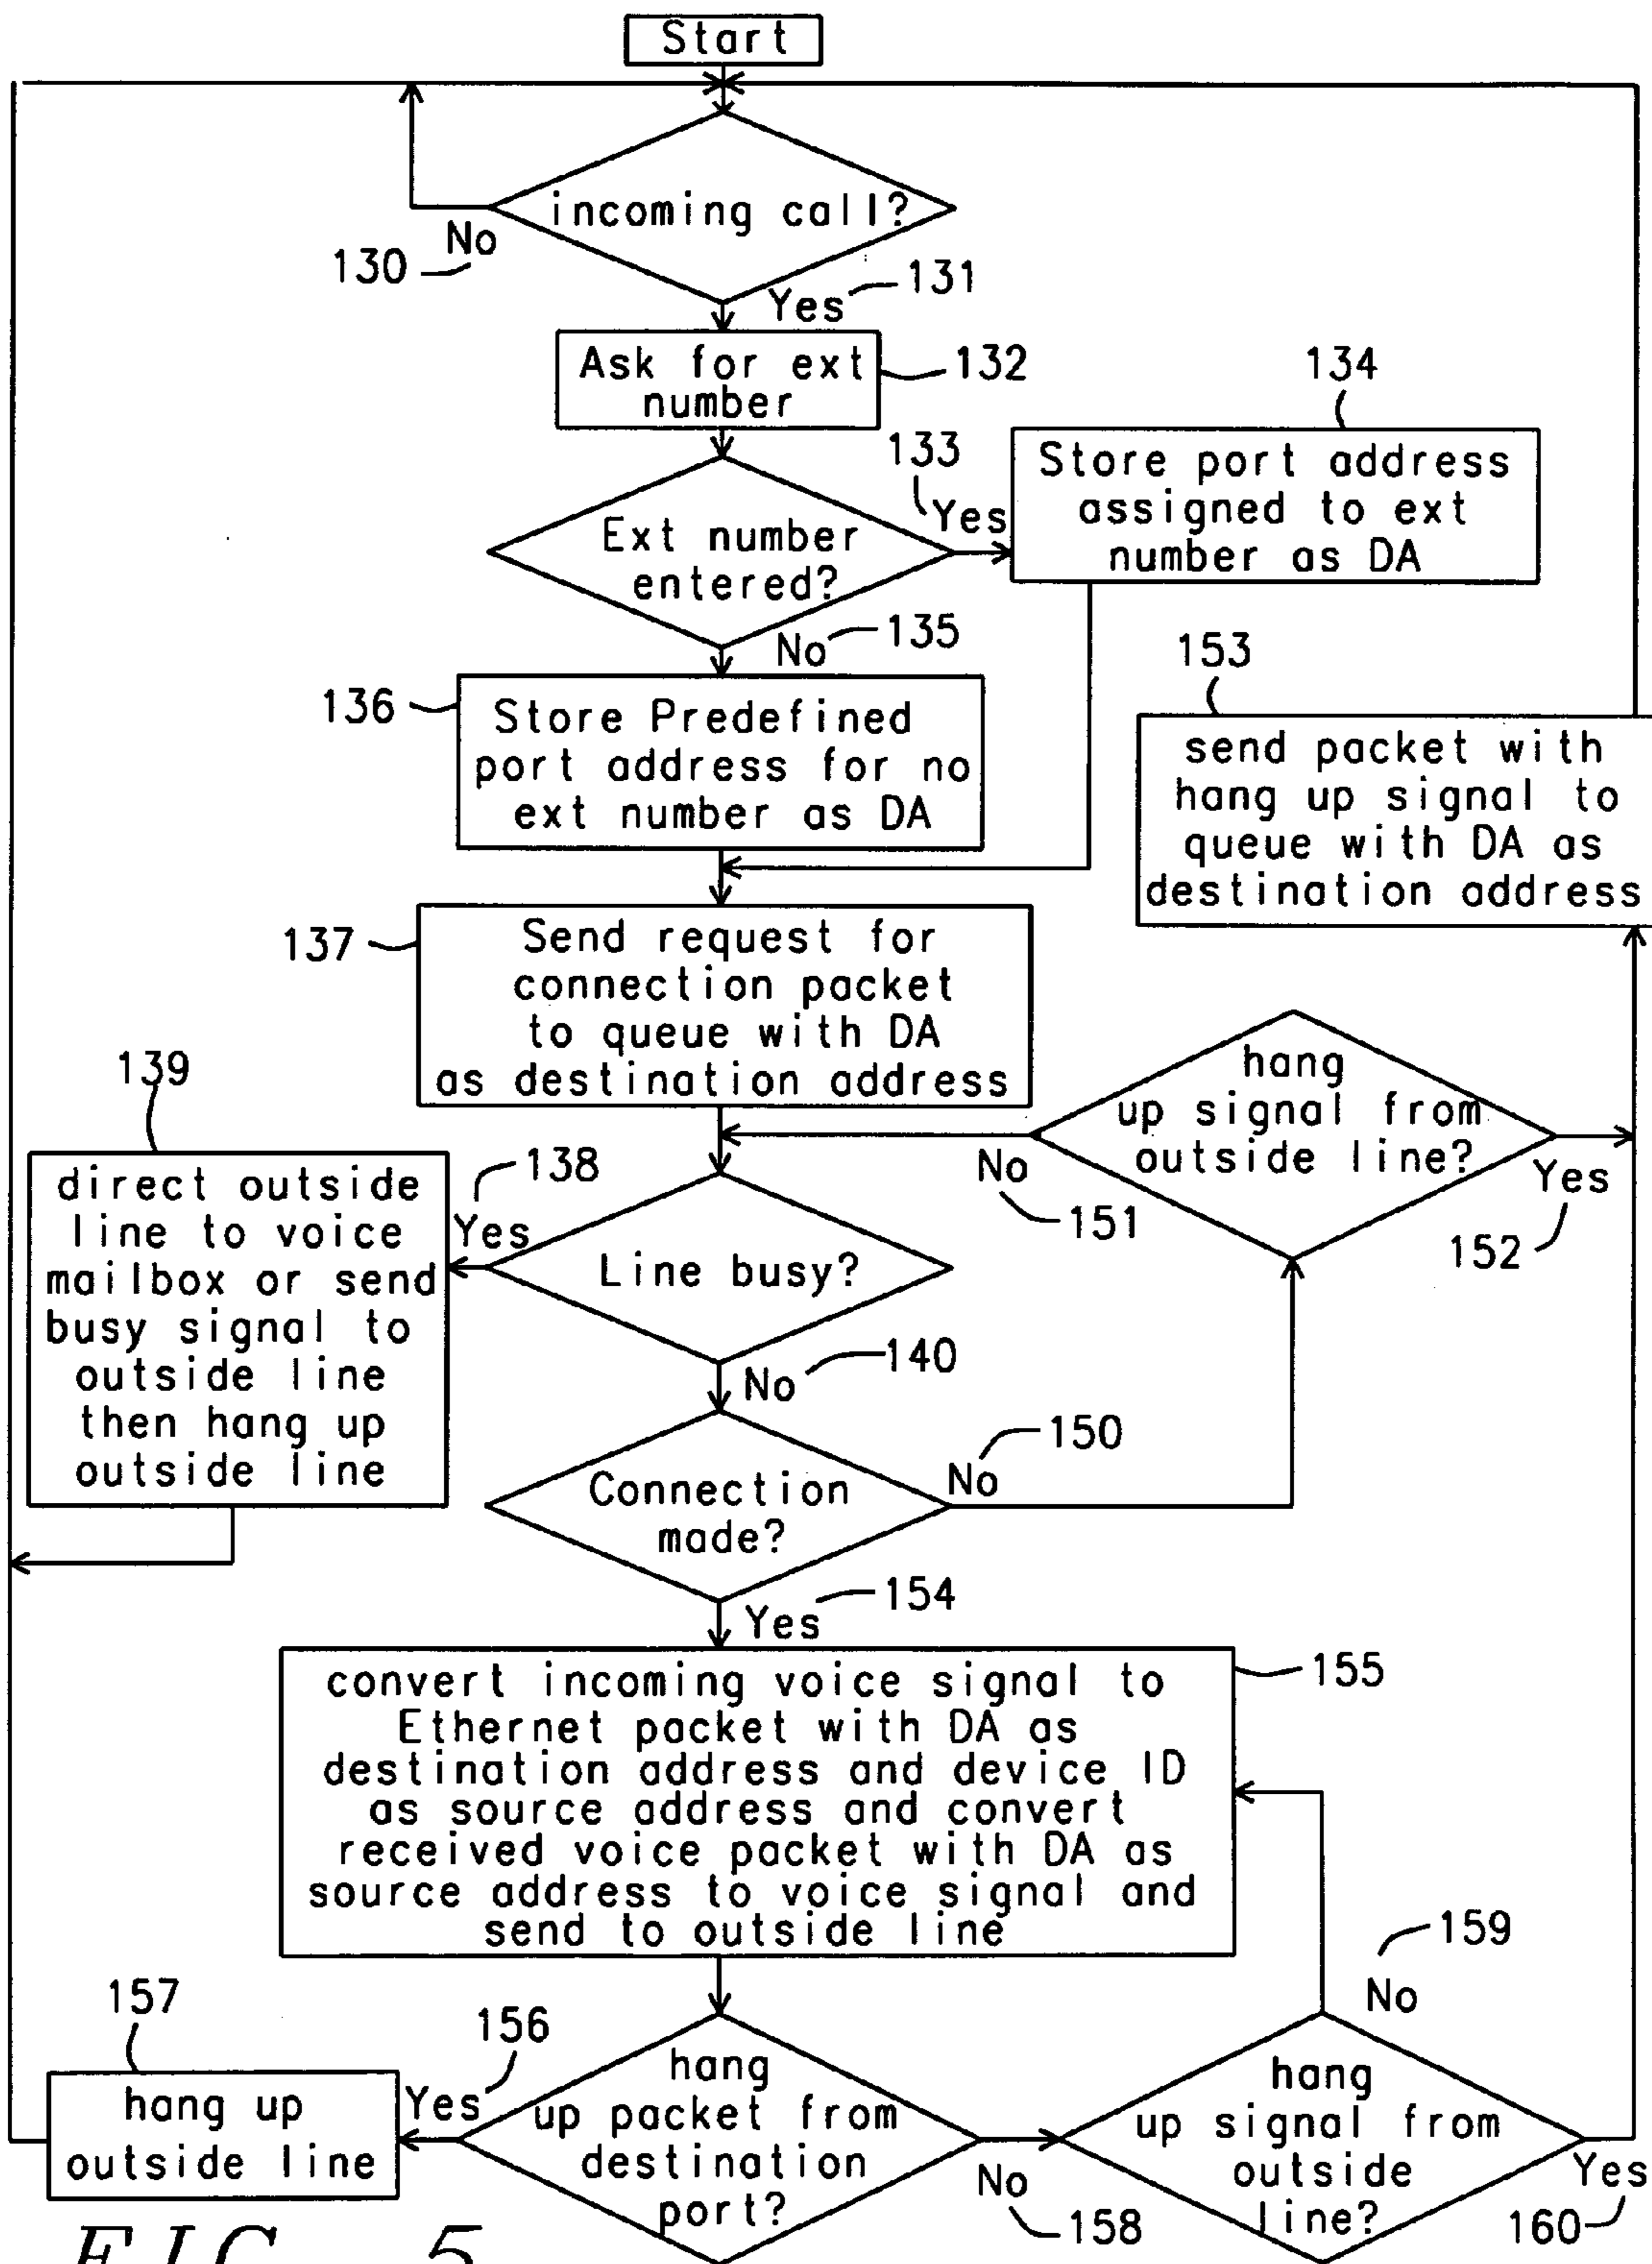 Start
incoming call?
No
130
131
Yes
Ask for ext
number
132
134
133
Yes
Store port address
assigned to ext
number as DA
Ext number
entered?
135
No
153
136
Store Predefined
port address for no
ext number as DA
send packet with
hang up signal to
queue with DA as
destination address
137
Send request for
connection packet
to queue with DA
as destination address
139
hang
up signal from
outside line?
No
151
Yes
152
138
Yes
direct outside
line to voice
mailbox or send
busy signal to
outside line
then hang up
outside line
Line busy?
140
No
150
No
Connection
made?
154
Yes
155
convert incoming voice signal to
Ethernet packet with DA as
destination address and device ID
as source address and convert
received voice packet with DA as
source address to voice signal and
send to outside line
159
No
157
156
Yes
hang up
outside line
hang
up packet from
destination
port?
No
158
hang
up signal from
outside
line?
Yes
160
FIG. 5